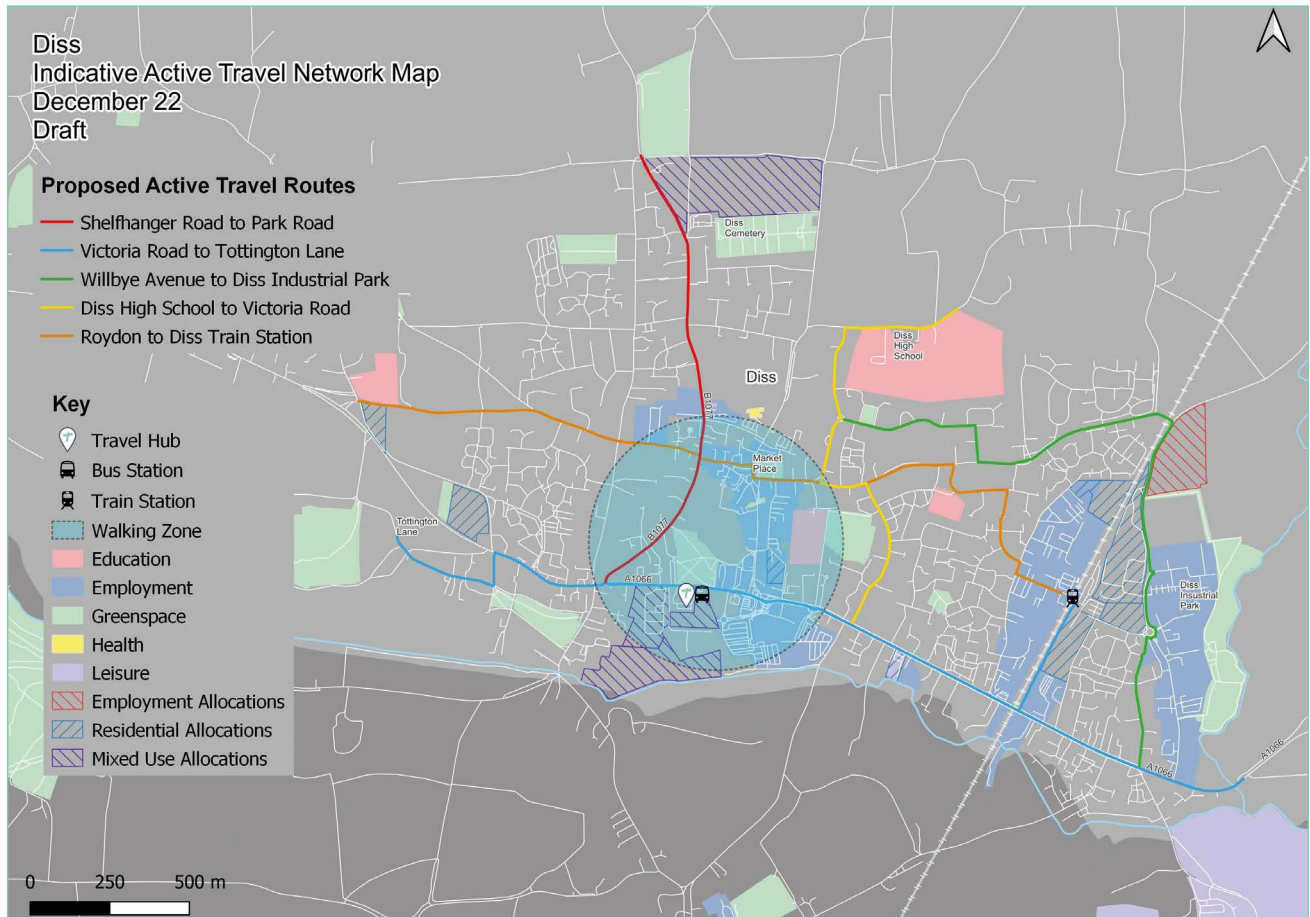 Diss
Indicative Active Travel Network Map
December 22
Draft
Proposed Active Travel Routes
Shelfhanger Road to Park Road
Victoria Road to Tottington Lane
Willbye Avenue to Diss Industrial Park
Diss High School to Victoria Road
Roydon to Diss Train Station
Key
Travel Hub
Bus Station
Train Station
Walking Zone
Education
Employment
Greenspace
Health
Leisure
Employment Allocations
Residential Allocations
Mixed Use Allocations
0 250 500 m
Diss
Cemetery
Diss
High
School
Diss
B1077
Market
Place
Tottington
Lane
B1077
A1066
Diss
Insustrial
Park
A1066
A1066